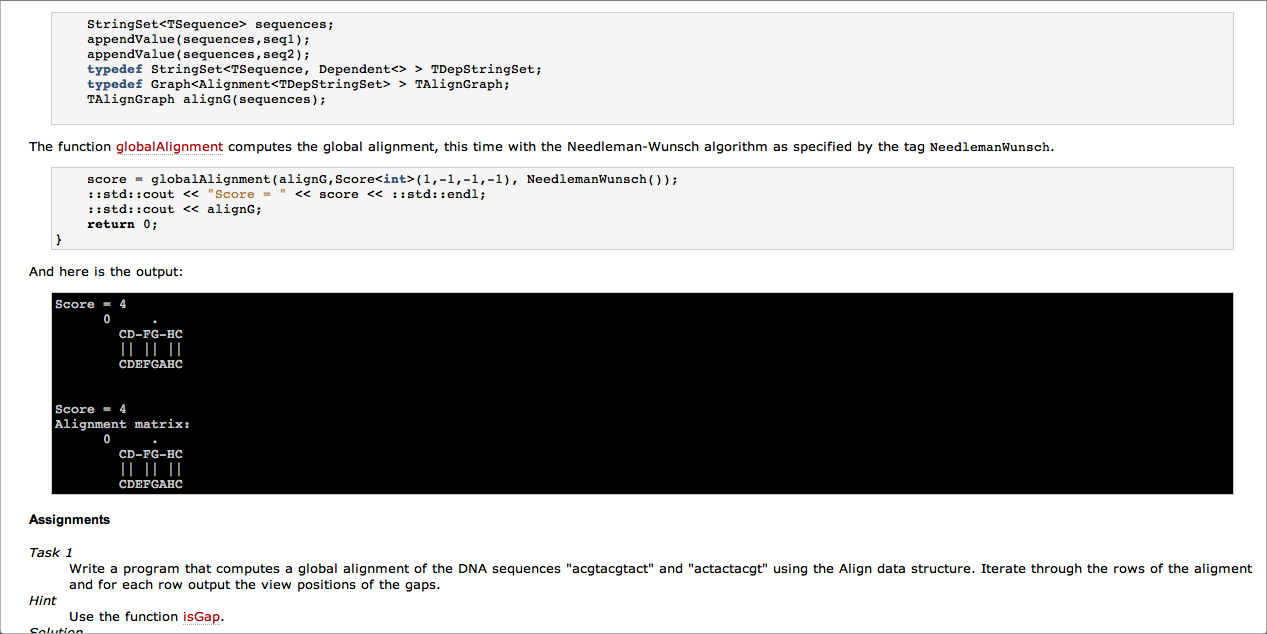 StringSet<TSequence> sequences;
appendValue(sequences,seq1);
appendValue(sequences,seq2);
typedef StringSet<TSequence, Dependent<> > TDepStringSet;
typedef Graph<Alignment<TDepStringSet> > TAlignGraph;
TAlignGraph alignG(sequences);
The function globalAlignment computes the global alignment, this time with the Needleman-Wunsch algorithm as specified by the tag NeedlemanWunsch.
score = globalAlignment(alignG,Score<int>(1,-1,-1,-1), NeedlemanWunsch());
::std::cout << "Score = " << score << ::std::endl;
::std::cout << alignG;
return 0;
}
And here is the output:
Score = 4
0     .
CD-FG-HC
|| || ||
CDEFGAHC
Score = 4
Alignment matrix:
0     .
CD-FG-HC
|| || ||
CDEFGAHC
Assignments
Task 1
Write a program that computes a global alignment of the DNA sequences "acgtacgtact" and "actactacgt" using the Align data structure. Iterate through the rows of the aligment
and for each row output the view positions of the gaps.
Hint
Use the function isGap.
Solution